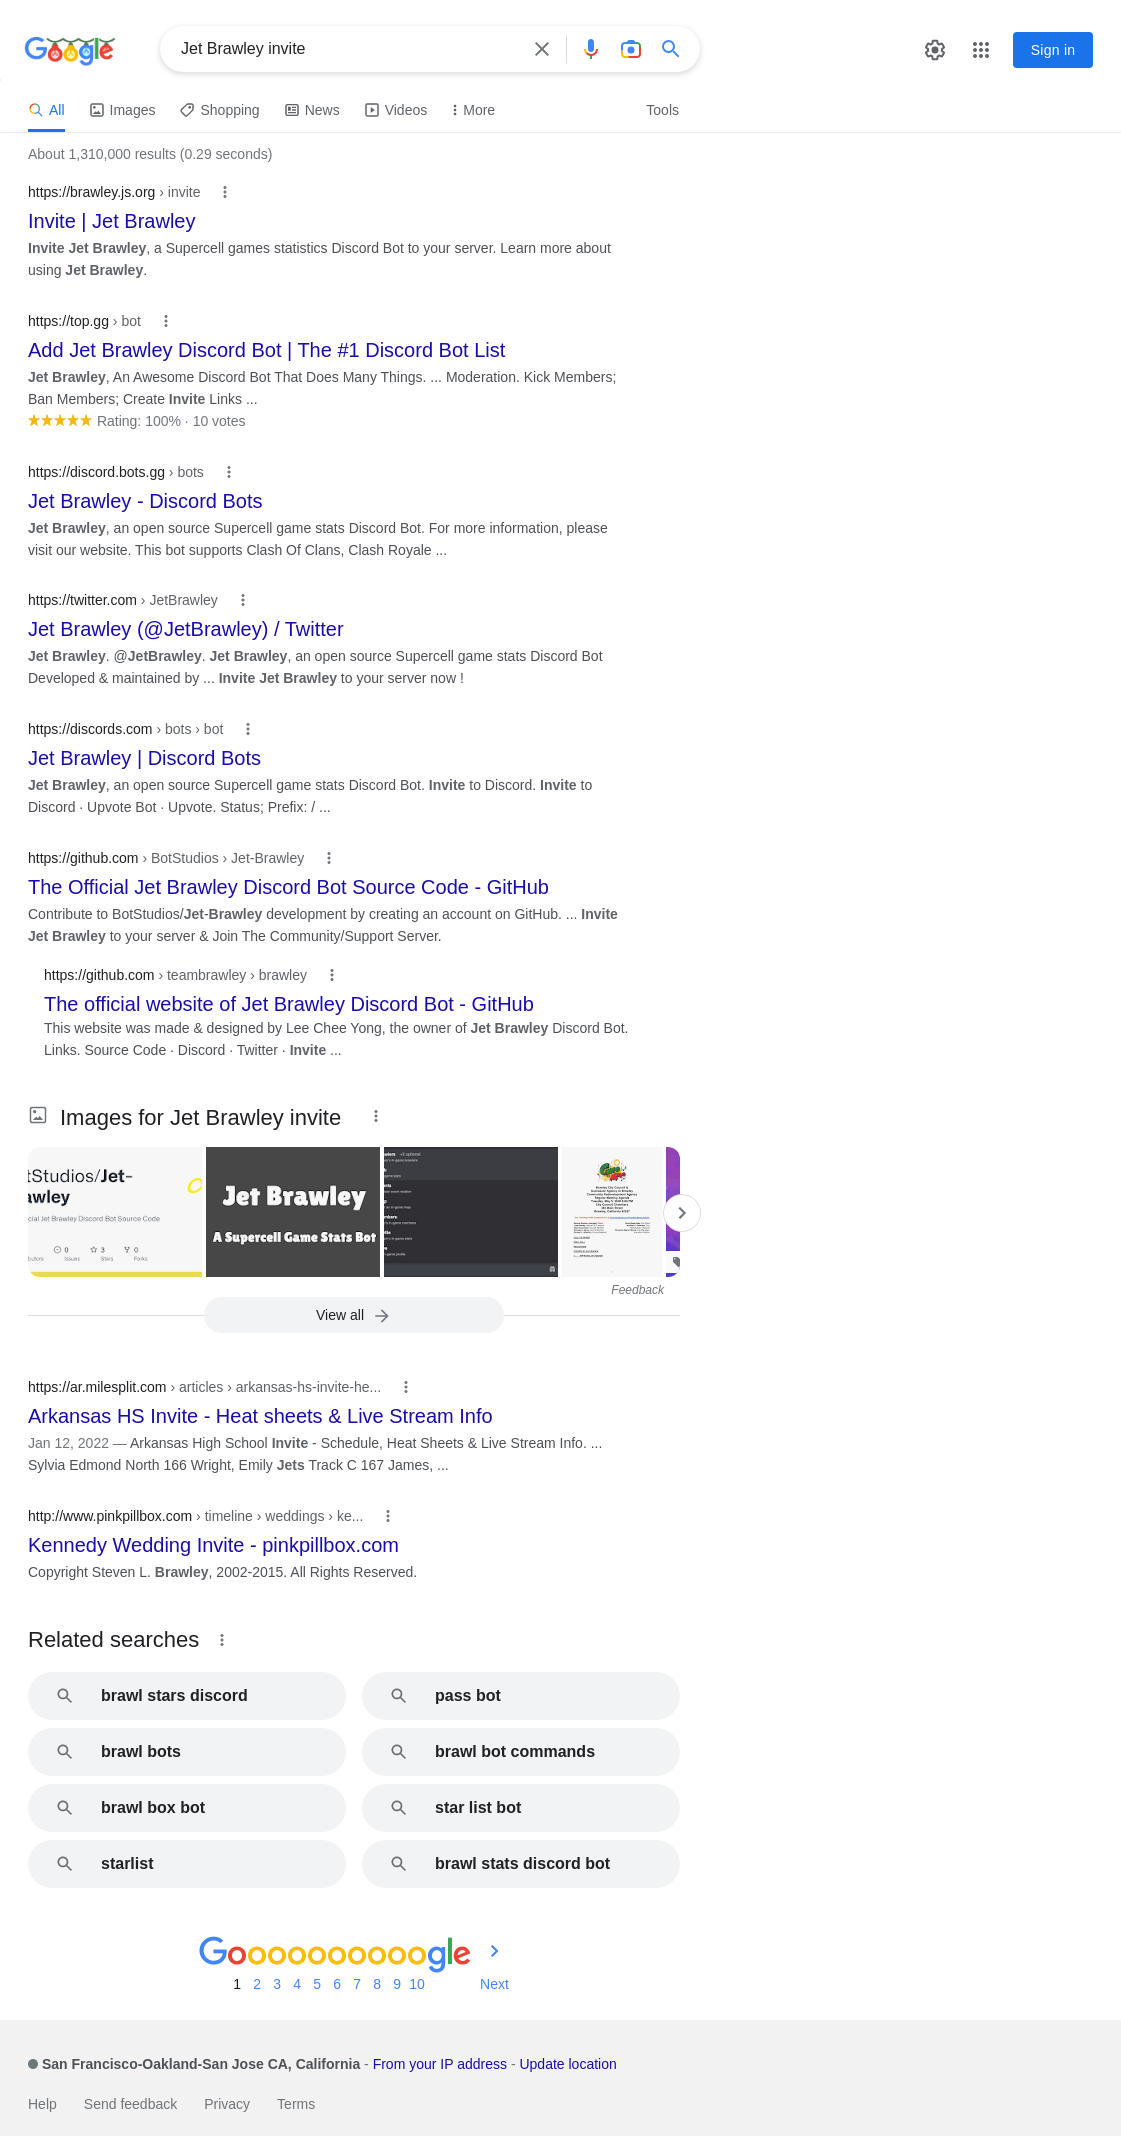 Google
Jet Brawley invite
Sign in
All Images Shopping News Videos More Tools
About 1,310,000 results (0.29 seconds)
https://brawley.js.org › invite
Invite | Jet Brawley
Invite Jet Brawley, a Supercell games statistics Discord Bot to your server. Learn more about
using Jet Brawley.
https://top.gg › bot
Add Jet Brawley Discord Bot | The #1 Discord Bot List
Jet Brawley, An Awesome Discord Bot That Does Many Things. ... Moderation. Kick Members;
Ban Members; Create Invite Links ...
Rating: 100% · 10 votes
https://discord.bots.gg › bots
Jet Brawley - Discord Bots
Jet Brawley, an open source Supercell game stats Discord Bot. For more information, please
visit our website. This bot supports Clash Of Clans, Clash Royale ...
https://twitter.com › JetBrawley
Jet Brawley (@JetBrawley) / Twitter
Jet Brawley. @JetBrawley. Jet Brawley, an open source Supercell game stats Discord Bot
Developed & maintained by ... Invite Jet Brawley to your server now !
https://discords.com › bots › bot
Jet Brawley | Discord Bots
Jet Brawley, an open source Supercell game stats Discord Bot. Invite to Discord. Invite to
Discord · Upvote Bot · Upvote. Status; Prefix: / ...
https://github.com › BotStudios › Jet-Brawley
The Official Jet Brawley Discord Bot Source Code - GitHub
Contribute to BotStudios/Jet-Brawley development by creating an account on GitHub. ... Invite
Jet Brawley to your server & Join The Community/Support Server.
https://github.com › teambrawley › brawley
The official website of Jet Brawley Discord Bot - GitHub
This website was made & designed by Lee Chee Yong, the owner of Jet Brawley Discord Bot.
Links. Source Code · Discord · Twitter · Invite ...
Images for Jet Brawley invite
tStudios/Jet-
awley
cial Jet Brawley Discord Bot Source Code
0 3 0
Issues Stars Forks
Jet Brawley
A Supercell Game Stats Bot
Feedback
View all
https://ar.milesplit.com › articles › arkansas-hs-invite-he...
Arkansas HS Invite - Heat sheets & Live Stream Info
Jan 12, 2022 — Arkansas High School Invite - Schedule, Heat Sheets & Live Stream Info. ...
Sylvia Edmond North 166 Wright, Emily Jets Track C 167 James, ...
http://www.pinkpillbox.com › timeline › weddings › ke...
Kennedy Wedding Invite - pinkpillbox.com
Copyright Steven L. Brawley, 2002-2015. All Rights Reserved.
Related searches
brawl stars discord
pass bot
brawl bots
brawl bot commands
brawl box bot
star list bot
starlist
brawl stats discord bot
Goooooooooogle
1 2 3 4 5 6 7 8 9 10 Next
San Francisco-Oakland-San Jose CA, California - From your IP address - Update location
Help Send feedback Privacy Terms